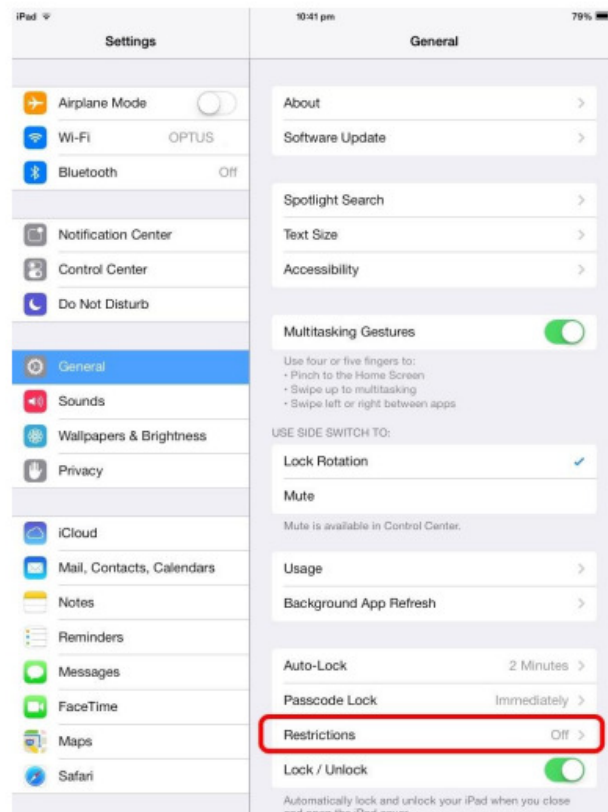 iPad
10:41 pm
79%
Settings
Airplane Mode
Wi-Fi OPTUS
Bluetooth Off
Notification Center
Control Center
Do Not Disturb
General
Sounds
Wallpapers & Brightness
Privacy
iCloud
Mail, Contacts, Calendars
Notes
Reminders
Messages
FaceTime
Maps
Safari
General
About
Software Update
Spotlight Search
Text Size
Accessibility
Multitasking Gestures
Use four or five fingers to:
• Pinch to the Home Screen
• Swipe up to multitasking
• Swipe left or right between apps
USE SIDE SWITCH TO:
Lock Rotation
Mute
Mute is available in Control Center.
Usage
Background App Refresh
Auto-Lock 2 Minutes
Passcode Lock Immediately
Restrictions Off
Lock / Unlock
Automatically lock and unlock your iPad when you close
and open the iPad cover.